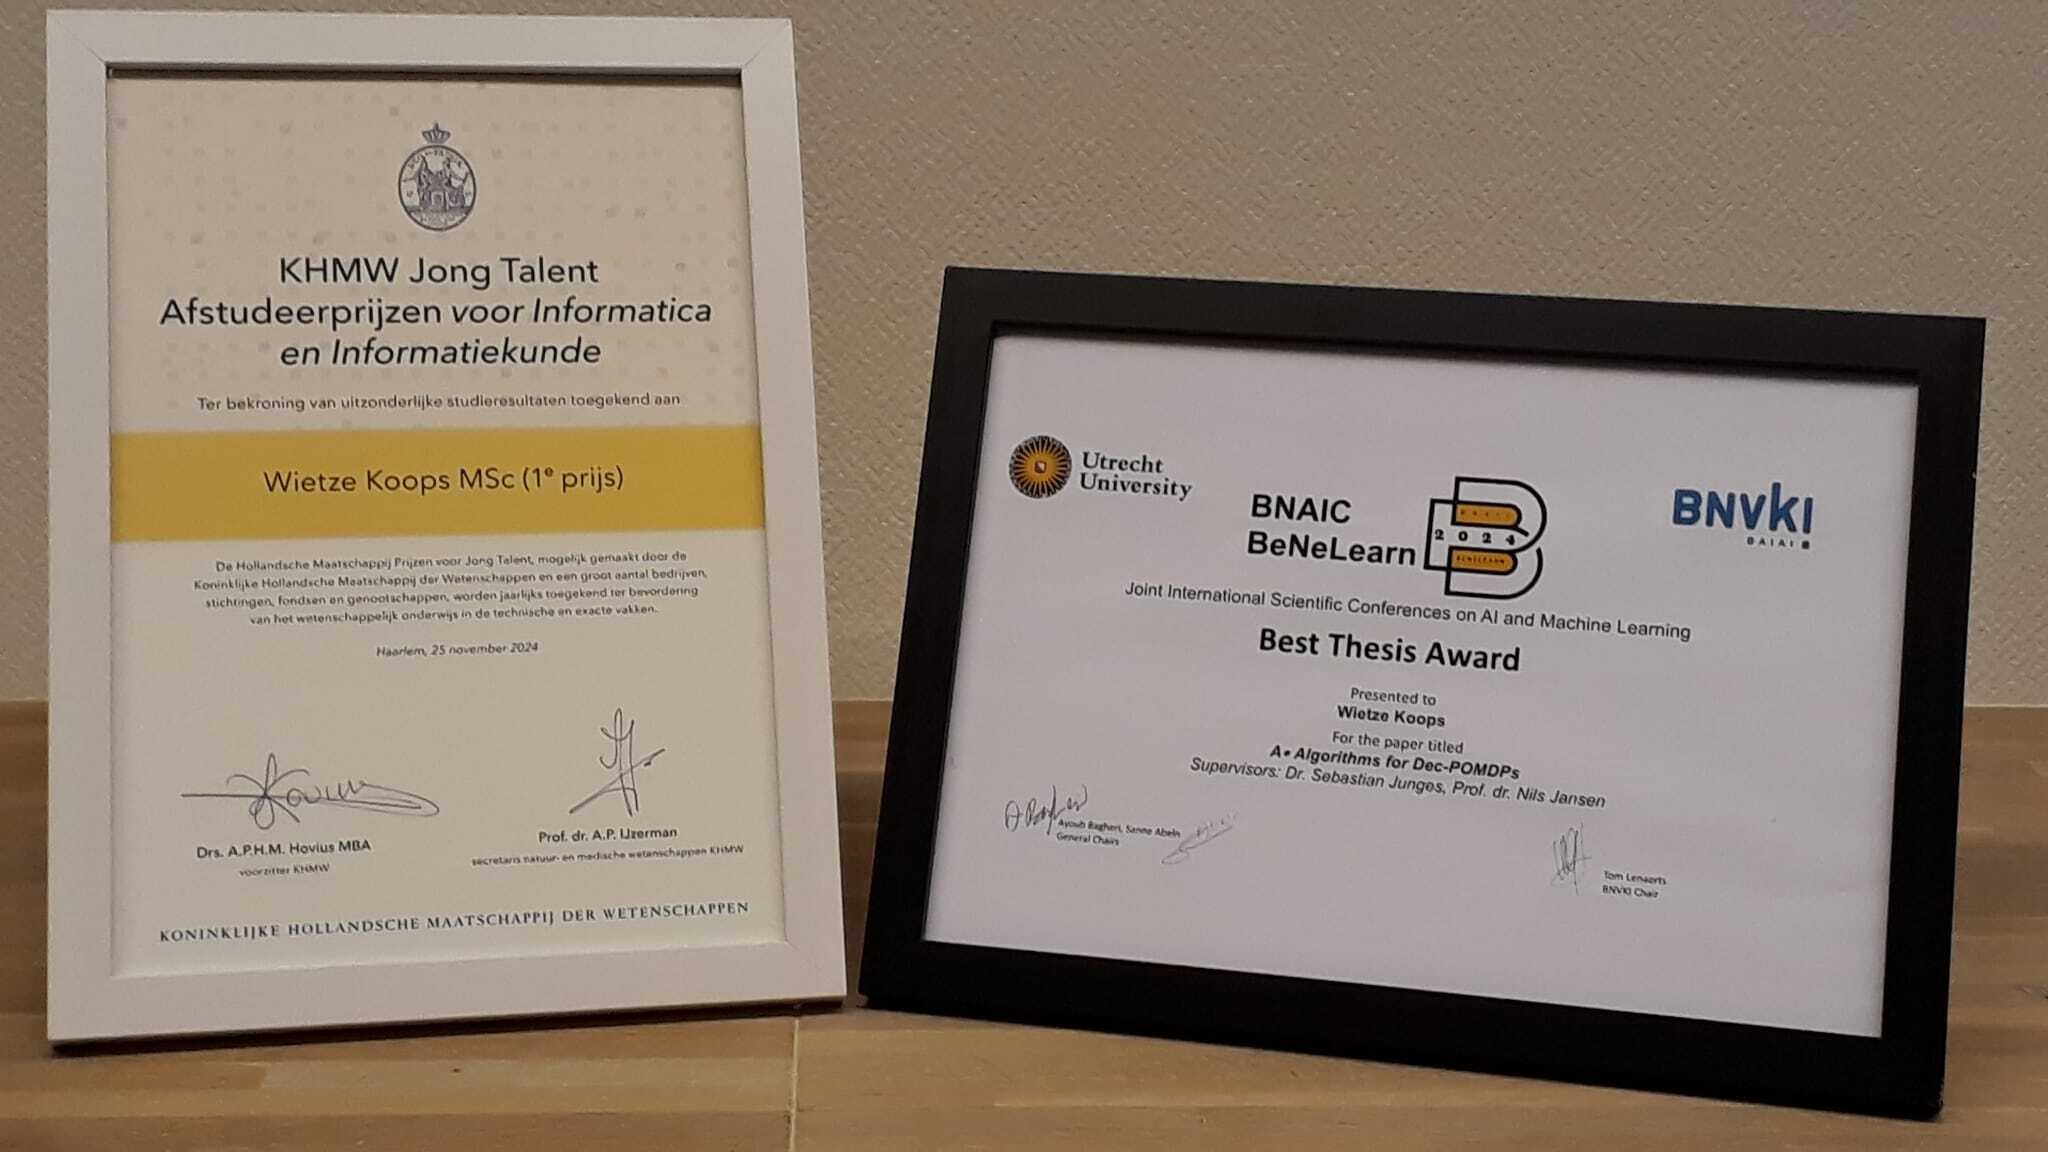 KHMW Jong Talent
Afstudeerprijzen voor Informatica
en Informatiekunde
Ter bekroning van uitzonderlijke studieresultaten toegekend aan
Wietze Koops MSc (1e prijs)
De Hollandsche Maatschappij Prijzen voor Jong Talent, mogelijk gemaakt door de
Koninklijke Hollandsche Maatschappij der Wetenschappen en een groot aantal bedrijven,
stichtingen, fondsen en genootschappen, worden jaarlijks toegekend ter bevordering
van het wetenschappelijk onderwijs in de technische en exacte vakken.
Haarlem, 25 november 2024
Drs. A.P.H.M. Hovius MBA
voorzitter KHMW
Prof. dr. A.P. IJzerman
secretaris natuur- en medische wetenschappen KHMW
KONINKLIJKE HOLLANDSCHE MAATSCHAPPIJ DER WETENSCHAPPEN
Utrecht
University
BNAIC
BeNeLearn
BNAIC
2024
BENELEARN
BNVKI
BAIAI
Joint International Scientific Conferences on AI and Machine Learning
Best Thesis Award
Presented to
Wietze Koops
For the paper titled
A* Algorithms for Dec-POMDPs
Supervisors: Dr. Sebastian Junges, Prof. dr. Nils Jansen
Ayoub Bagheri, Sanne Abeln
General Chairs
Tom Lenaerts
BNVKI Chair